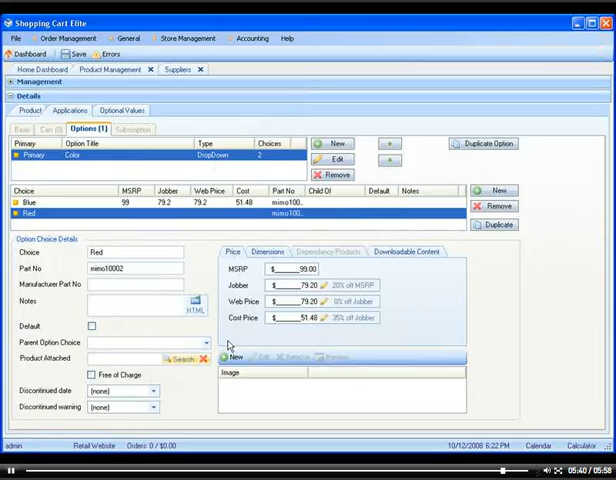 Shopping Cart Elite
File Order Management General Store Management Accounting Help
Dashboard Save Errors
Home Dashboard Product Management Suppliers
Management
Details
Product Applications Optional Values
Basic Cars (0) Options (1) Subscription
Primary Option Title Type Choices
Primary Color DropDown 2
New
Edit
Remove
Duplicate Option
Choice MSRP Jobber Web Price Cost Part No Child Of Default Notes
Blue 99 79.2 79.2 51.48 mimo100..
Red mimo100..
New
Remove
Duplicate
Option Choice Details
Choice Red
Part No mimo10002
Manufacturer Part No
Notes
HTML
Default
Parent Option Choice
Product Attached Search
Free of Charge
Discontinued date (none)
Discontinued warning (none)
Price Dimensions Dependancy Products Downloadable Content
MSRP $______99.00
Jobber $______79.20 20% off MSRP
Web Price $______79.20 0% off Jobber
Cost Price $______51.48 35% off Jobber
New Edit Remove Preview
Image
admin Retail Website Orders: 0 / $0.00 10/12/2008 6:22 PM Calendar Calculator
05:40 / 05:58